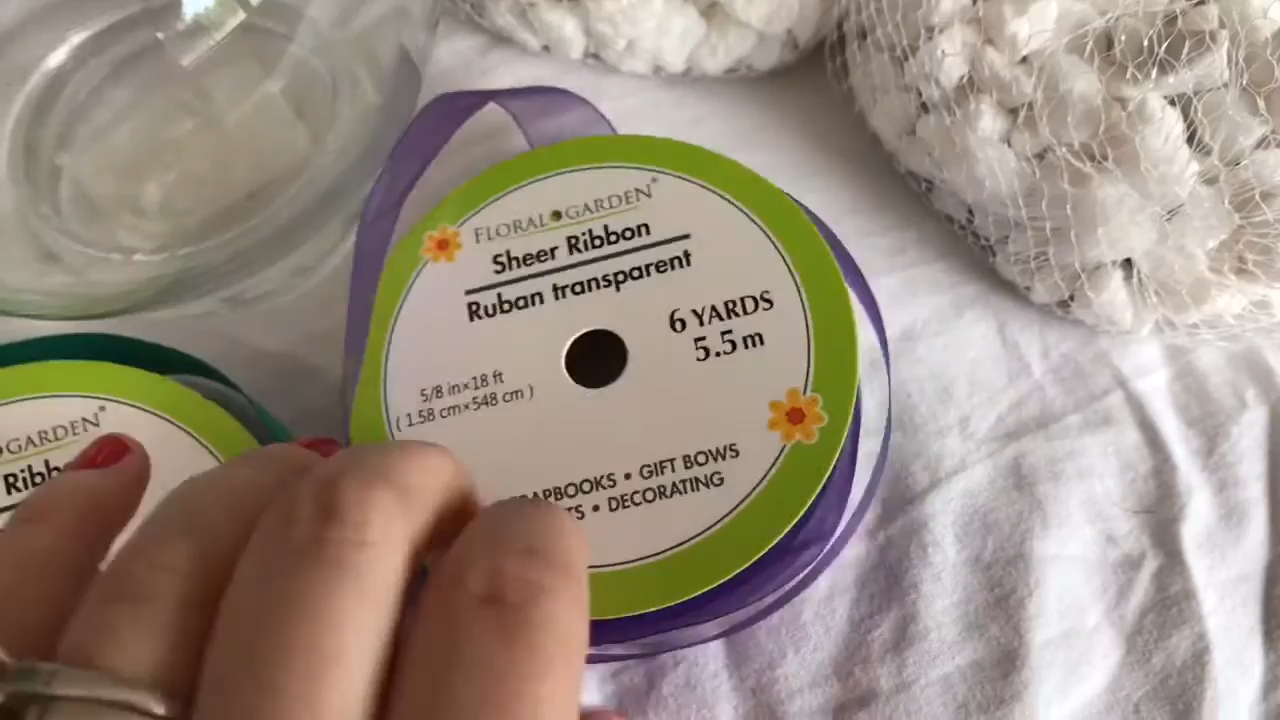 FLORAL GARDEN®
Sheer Ribbon
Ruban transparent
6 YARDS
5.5m
5/8 in×18 ft
(1.58 cm×548 cm)
• GIFT BOWS
• DECORATING
GARDEN®